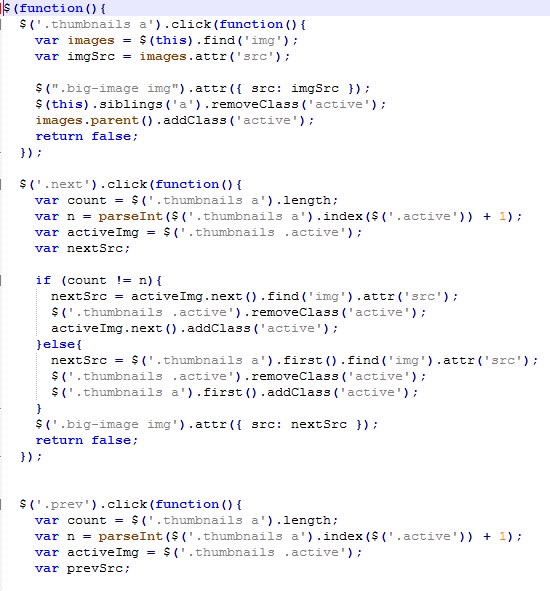 $(function(){
  $('.thumbnails a').click(function(){
    var images = $(this).find('img');
    var imgSrc = images.attr('src');

    $(".big-image img").attr({ src: imgSrc });
    $(this).siblings('a').removeClass('active');
    images.parent().addClass('active');
    return false;
  });

  $('.next').click(function(){
    var count = $('.thumbnails a').length;
    var n = parseInt($('.thumbnails a').index($('.active')) + 1);
    var activeImg = $('.thumbnails .active');
    var nextSrc;

    if (count != n){
      nextSrc = activeImg.next().find('img').attr('src');
      $('.thumbnails .active').removeClass('active');
      activeImg.next().addClass('active');
    }else{
      nextSrc = $('.thumbnails a').first().find('img').attr('src');
      $('.thumbnails .active').removeClass('active');
      $('.thumbnails a').first().addClass('active');
    }
    $('.big-image img').attr({ src: nextSrc });
    return false;
  });


  $('.prev').click(function(){
    var count = $('.thumbnails a').length;
    var n = parseInt($('.thumbnails a').index($('.active')) + 1);
    var activeImg = $('.thumbnails .active');
    var prevSrc;